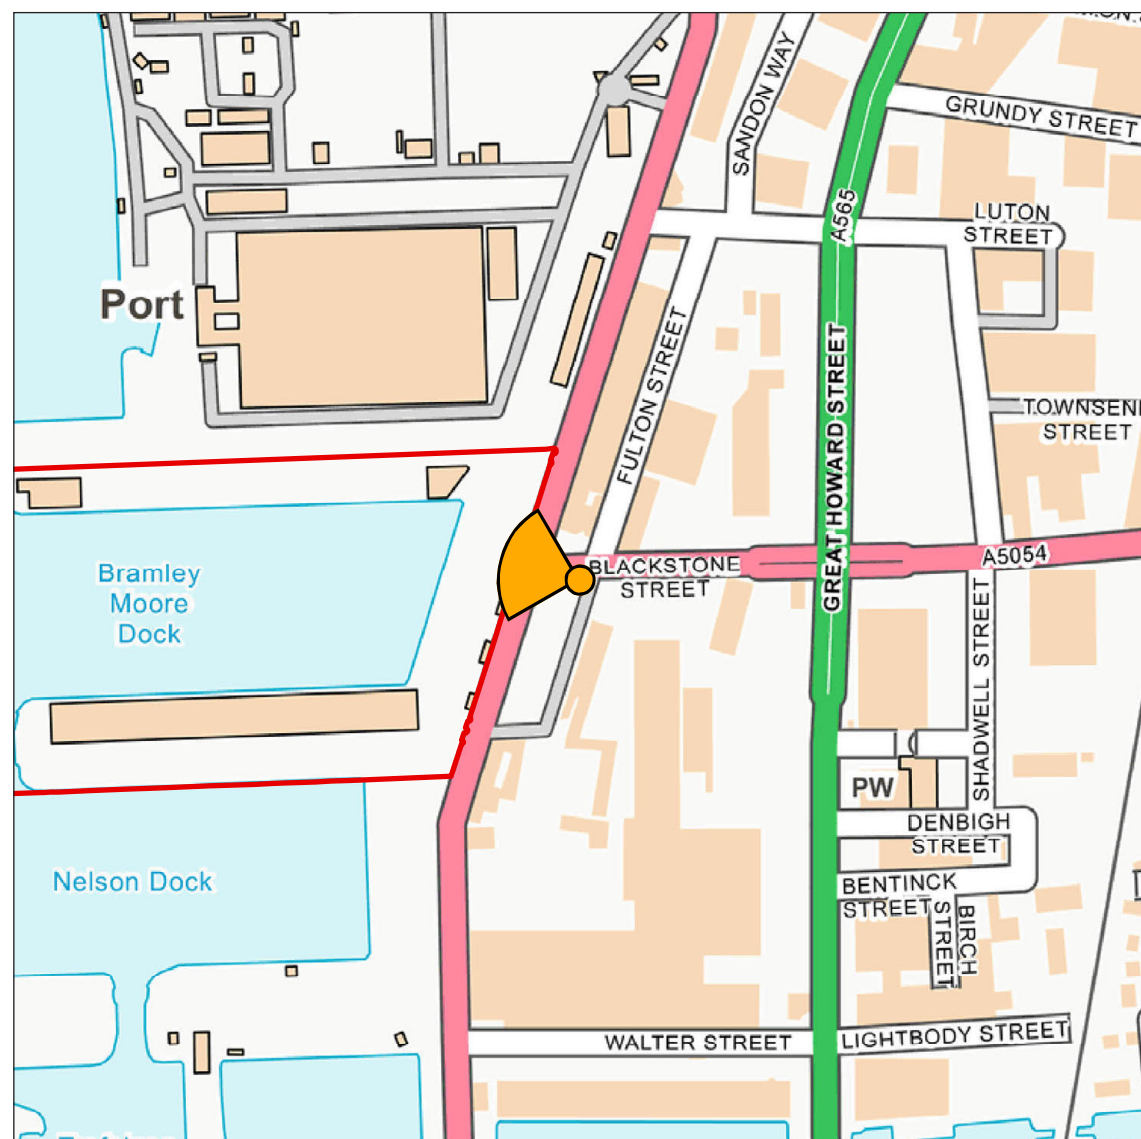 SANDON WAY
GRUNDY STREET
A565
LUTON
STREET
Port
FULTON STREET
GREAT HOWARD STREET
TOWNSEN
STREET
A5054
BLACKSTONE
STREET
Bramley
Moore
Dock
SHADWELL STREET
PW
DENBIGH
STREET
Nelson Dock
BENTINCK
STREET
BIRCH
STREET
WALTER STREET
LIGHTBODY STREET